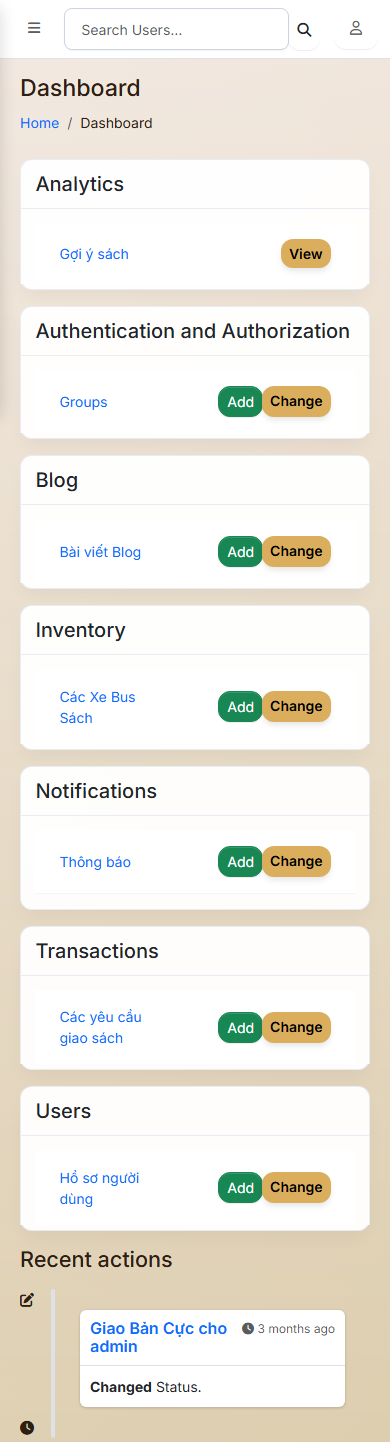 Search Users...
Dashboard
Home / Dashboard
Analytics
Gợi ý sách
View
Authentication and Authorization
Groups
Add
Change
Blog
Bài viết Blog
Add
Change
Inventory
Các Xe Bus
Sách
Add
Change
Notifications
Thông báo
Add
Change
Transactions
Các yêu cầu
giao sách
Add
Change
Users
Hồ sơ người
dùng
Add
Change
Recent actions
Giao Bản Cực cho
admin
3 months ago
Changed Status.